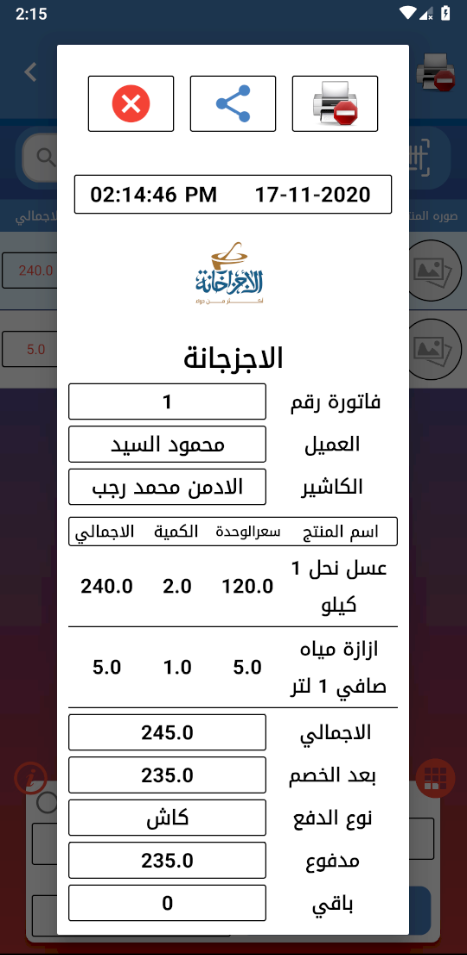 2:15
02:14:46 PM 17-11-2020
الاجزخانة
الاجزجانة
فاتورة رقم 1
العميل محمود السيد
الكاشير الادمن محمد رجب
اسم المنتج سعرالوحدة الكمية الاجمالي
عسل نحل 1 كيلو 120.0 2.0 240.0
ازازة مياه صافي 1 لتر 5.0 1.0 5.0
الاجمالي 245.0
بعد الخصم 235.0
نوع الدفع كاش
مدفوع 235.0
باقي 0
صوره المنت
لاجمالي
240.0
5.0